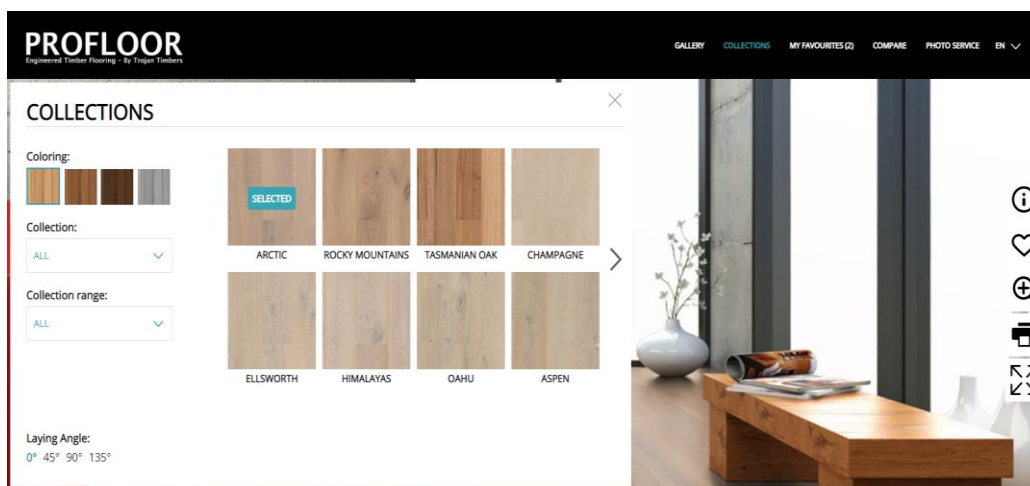 PROFLOOR
Engineered Timber Flooring - By Trojan Timbers
GALLERY COLLECTIONS MY FAVOURITES (2) COMPARE PHOTO SERVICE EN
COLLECTIONS
Coloring:
Collection:
ALL
Collection range:
ALL
Laying Angle:
0° 45° 90° 135°
SELECTED
ARCTIC ROCKY MOUNTAINS TASMANIAN OAK CHAMPAGNE
ELLSWORTH HIMALAYAS OAHU ASPEN